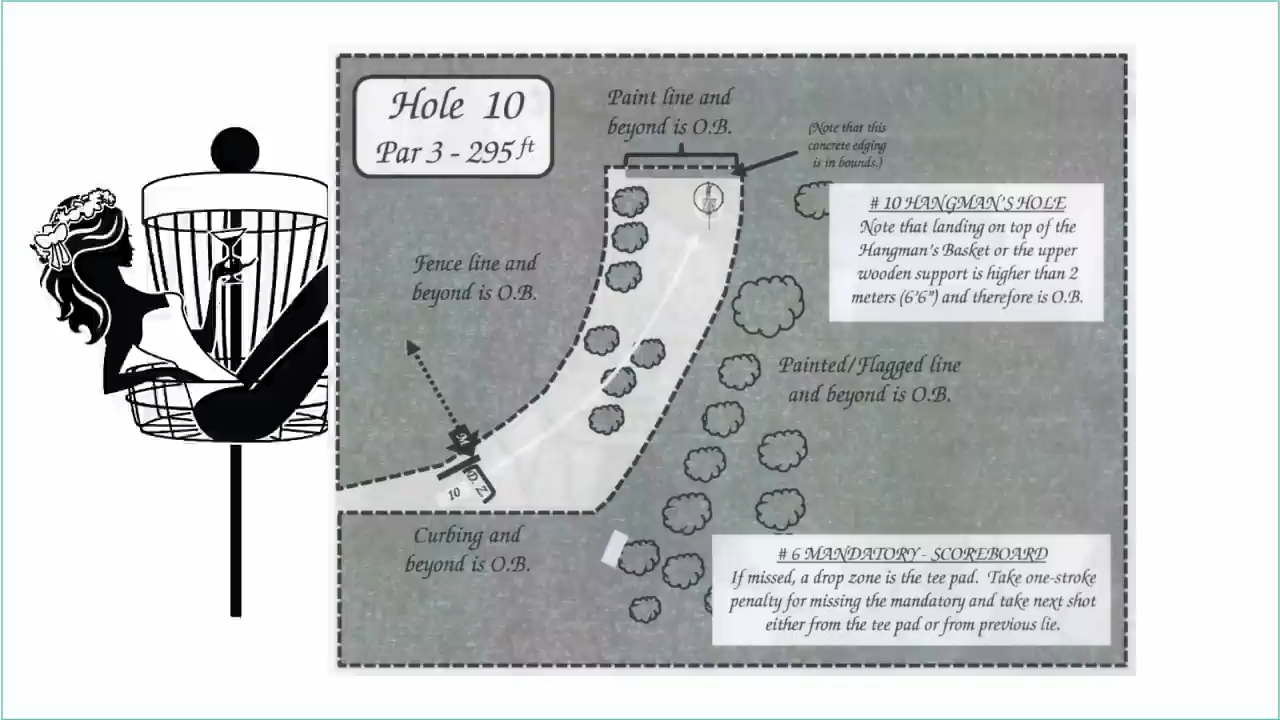 Hole 10
Par 3 - 295 ft
Paint line and
beyond is O.B.
(Note that this
concrete edging
is in bounds.)
# 10 HANGMAN'S HOLE
Note that landing on top of the
Hangman's Basket or the upper
wooden support is higher than 2
meters (6'6") and therefore is O.B.
Fence line and
beyond is O.B.
Painted/Flagged line
and beyond is O.B.
M
D. Z.
10
Curbing and
beyond is O.B.
# 6 MANDATORY - SCOREBOARD
If missed, a drop zone is the tee pad. Take one-stroke
penalty for missing the mandatory and take next shot
either from the tee pad or from previous lie.